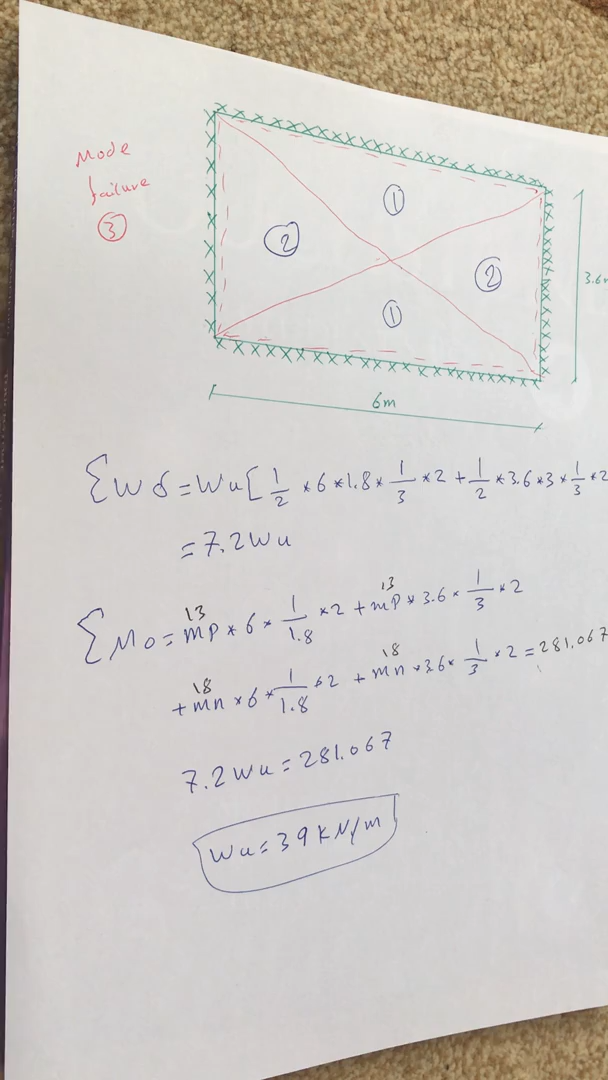 Mode
failure
③
①
②
②
①
3.6m
6m
ΣWδ = Wu[1/2 * 6 * 1.8 * 1/3 * 2 + 1/2 * 3.6 * 3 * 1/3 * 2
= 7.2Wu
13 13
ΣMθ = mp * 6 * 1/1.8 * 2 + mp * 3.6 * 1/3 * 2
18 18
+ mn * 6 * 1/1.8 * 2 + mn * 3.6 * 1/3 * 2 = 281.067
7.2Wu = 281.067
Wu = 39 kN/m